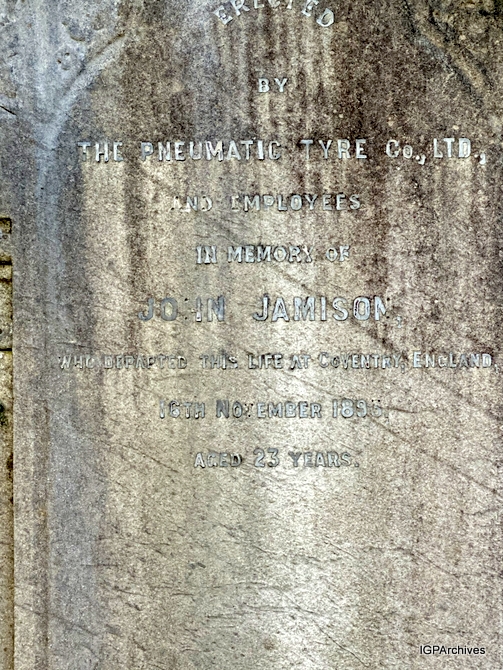 ERECTED
BY
THE PNEUMATIC TYRE Co., LTD.,
AND EMPLOYEES
IN MEMORY OF
JOHN JAMISON,
WHO DEPARTED THIS LIFE AT COVENTRY, ENGLAND
16TH NOVEMBER
AGED 23 YEARS.
IGPArchives